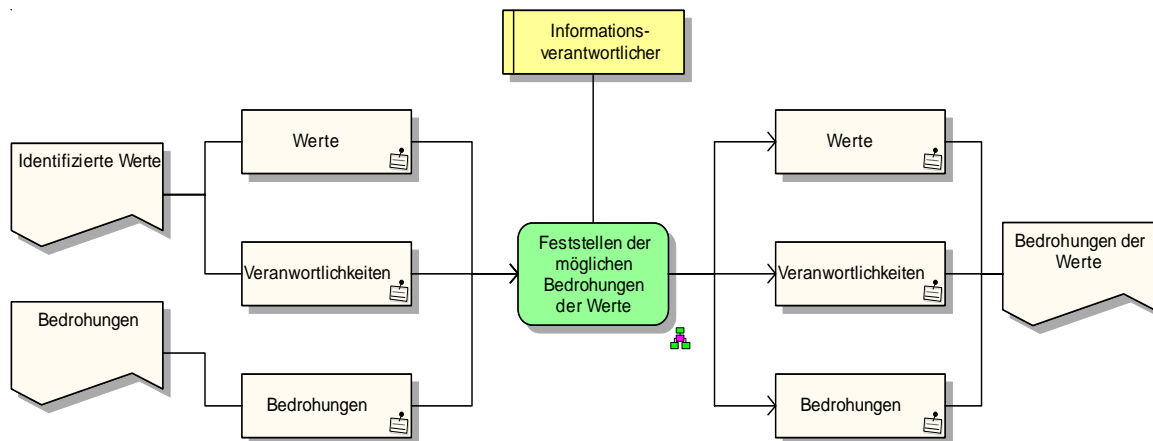 Informations-
verantwortlicher
Identifizierte Werte
Werte
Veranwortlichkeiten
Bedrohungen
Bedrohungen
Feststellen der
möglichen
Bedrohungen
der Werte
Werte
Veranwortlichkeiten
Bedrohungen
Bedrohungen der
Werte